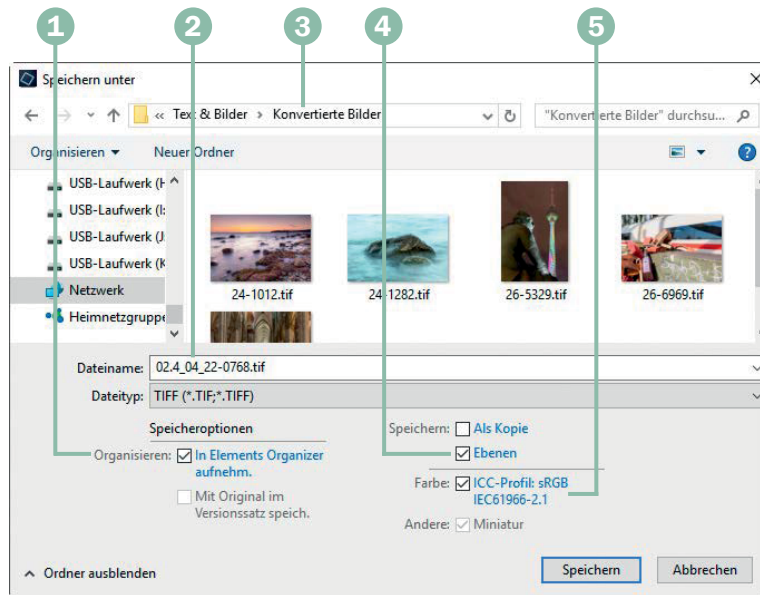 1 2 3 4 5
Speichern unter
« Text & Bilder › Konvertierte Bilder
"Konvertierte Bilder" durchsu...
Organisieren Neuer Ordner
USB-Laufwerk (H
USB-Laufwerk (I:
USB-Laufwerk (J:
USB-Laufwerk (K
Netzwerk
Heimnetzgruppe
24-1012.tif 24-1282.tif 26-5329.tif 26-6969.tif
Dateiname: 02.4_04_22-0768.tif
Dateityp: TIFF (*.TIF;*.TIFF)
Speicheroptionen
Organisieren: In Elements Organizer
aufnehm.
Mit Original im
Versionssatz speich.
Speichern: Als Kopie
Ebenen
Farbe: ICC-Profil: sRGB
IEC61966-2.1
Andere: Miniatur
Ordner ausblenden
Speichern Abbrechen